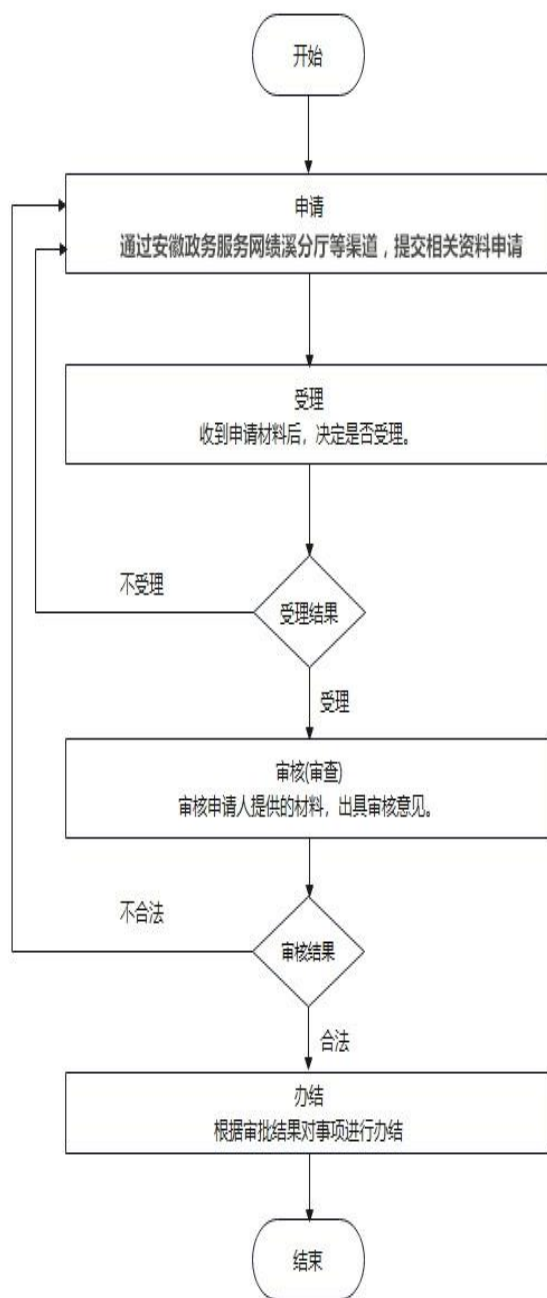 开始
申请
通过安徽政务服务网绩溪分厅等渠道，提交相关资料申请
受理
收到申请材料后，决定是否受理。
不受理
受理结果
受理
审核(审查)
审核申请人提供的材料，出具审核意见。
不合法
审核结果
合法
办结
根据审批结果对事项进行办结
结束